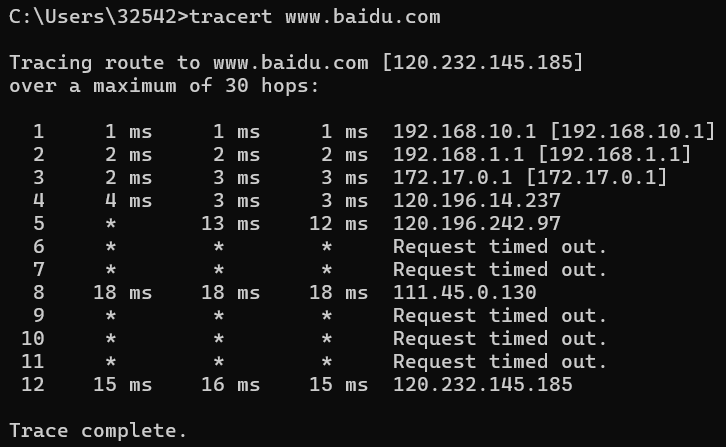 C:\Users\32542>tracert www.baidu.com
Tracing route to www.baidu.com [120.232.145.185]
over a maximum of 30 hops:
1 1 ms 1 ms 1 ms 192.168.10.1 [192.168.10.1]
2 2 ms 2 ms 2 ms 192.168.1.1 [192.168.1.1]
3 2 ms 3 ms 3 ms 172.17.0.1 [172.17.0.1]
4 4 ms 3 ms 3 ms 120.196.14.237
5 * 13 ms 12 ms 120.196.242.97
6 * * * Request timed out.
7 * * * Request timed out.
8 18 ms 18 ms 18 ms 111.45.0.130
9 * * * Request timed out.
10 * * * Request timed out.
11 * * * Request timed out.
12 15 ms 16 ms 15 ms 120.232.145.185
Trace complete.